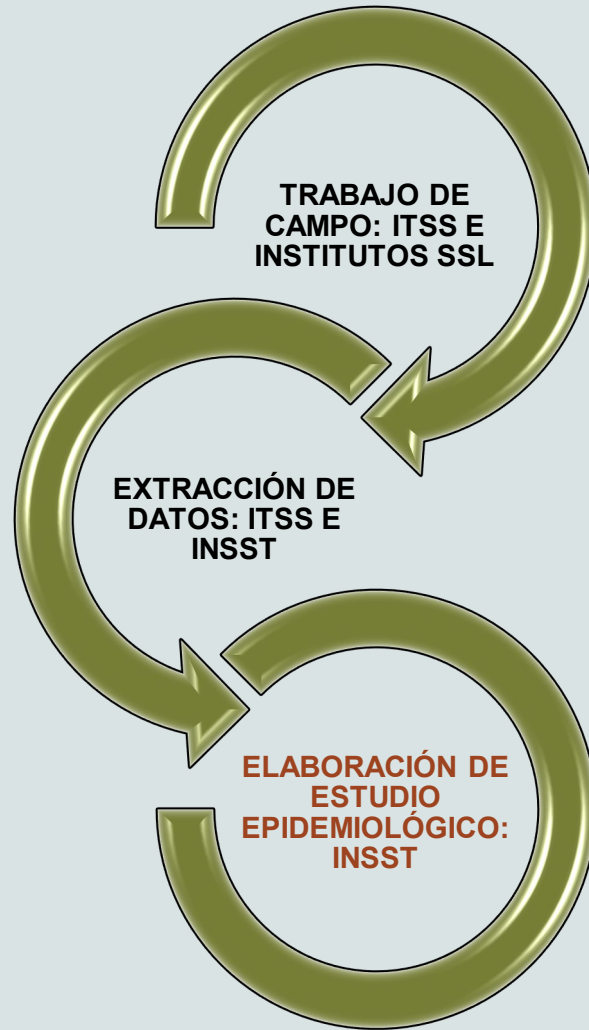 TRABAJO DE
CAMPO: ITSS E
INSTITUTOS SSL
EXTRACCIÓN DE
DATOS: ITSS E
INSST
ELABORACIÓN DE
ESTUDIO
EPIDEMIOLÓGICO:
INSST